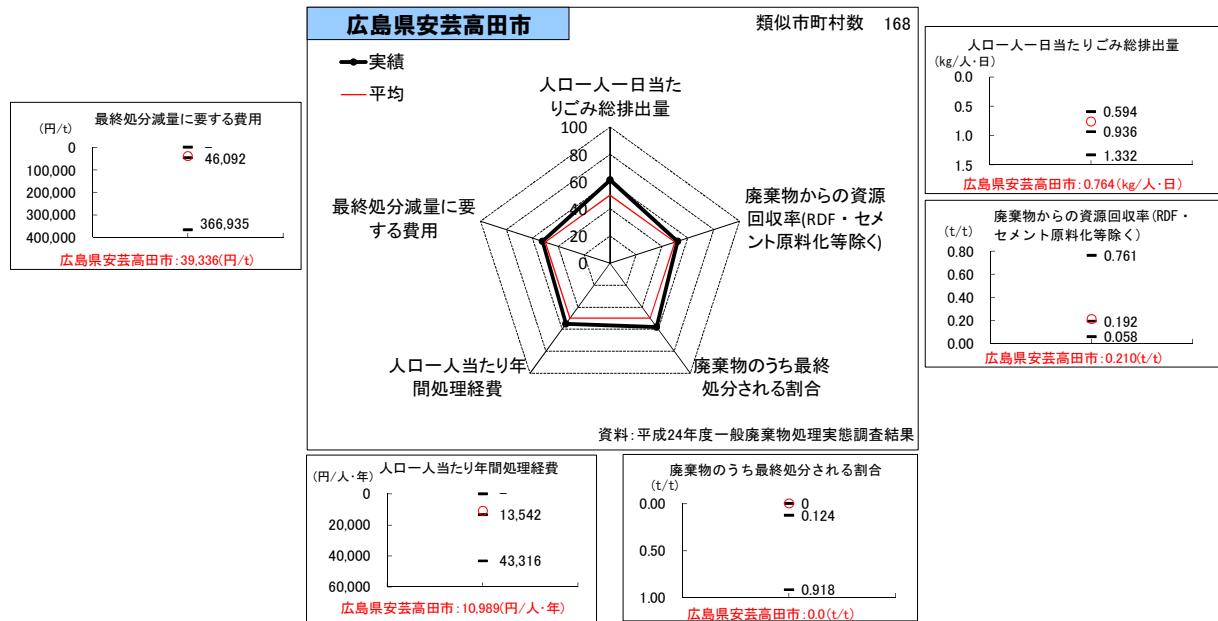 広島県安芸高田市
類似市町村数 168
実績
平均
人口一人一日当た
りごみ総排出量
廃棄物からの資源
回収率(RDF・セメ
ント原料化等除く)
廃棄物のうち最終
処分される割合
人口一人当たり年
間処理経費
最終処分減量に要
する費用
100
80
60
40
20
0
資料:平成24年度一般廃棄物処理実態調査結果
最終処分減量に要する費用
(円/t)
0
100,000
200,000
300,000
400,000
-
46,092
366,935
広島県安芸高田市:39,336(円/t)
人口一人一日当たりごみ総排出量
(kg/人・日)
0.0
0.5
1.0
1.5
0.594
0.936
1.332
広島県安芸高田市:0.764(kg/人・日)
廃棄物からの資源回収率(RDF・
セメント原料化等除く)
(t/t)
0.80
0.60
0.40
0.20
0.00
0.761
0.192
0.058
広島県安芸高田市:0.210(t/t)
人口一人当たり年間処理経費
(円/人・年)
0
20,000
40,000
60,000
-
13,542
43,316
広島県安芸高田市:10,989(円/人・年)
廃棄物のうち最終処分される割合
(t/t)
0.00
0.50
1.00
0
0.124
0.918
広島県安芸高田市:0.0(t/t)